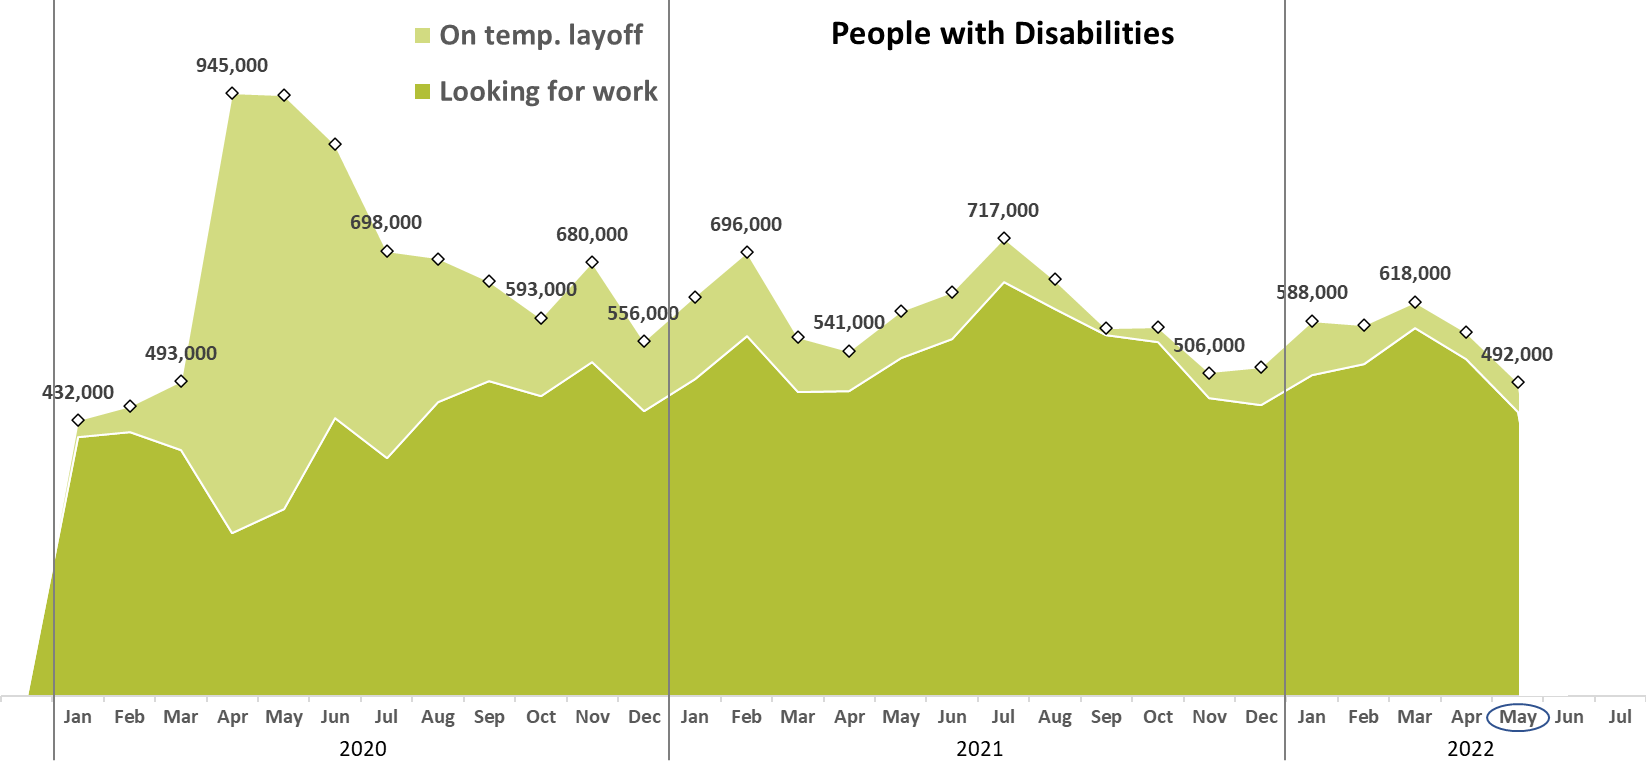 People with Disabilities
On temp. layoff
Looking for work
945,000
698,000
717,000
696,000
680,000
618,000
593,000
588,000
556,000
541,000
506,000
493,000
492,000
432,000
Jan Feb Mar Apr May Jun Jul Aug Sep Oct Nov Dec Jan Feb Mar Apr May Jun Jul Aug Sep Oct Nov Dec Jan Feb Mar Apr May Jun Jul
2020 2021 2022